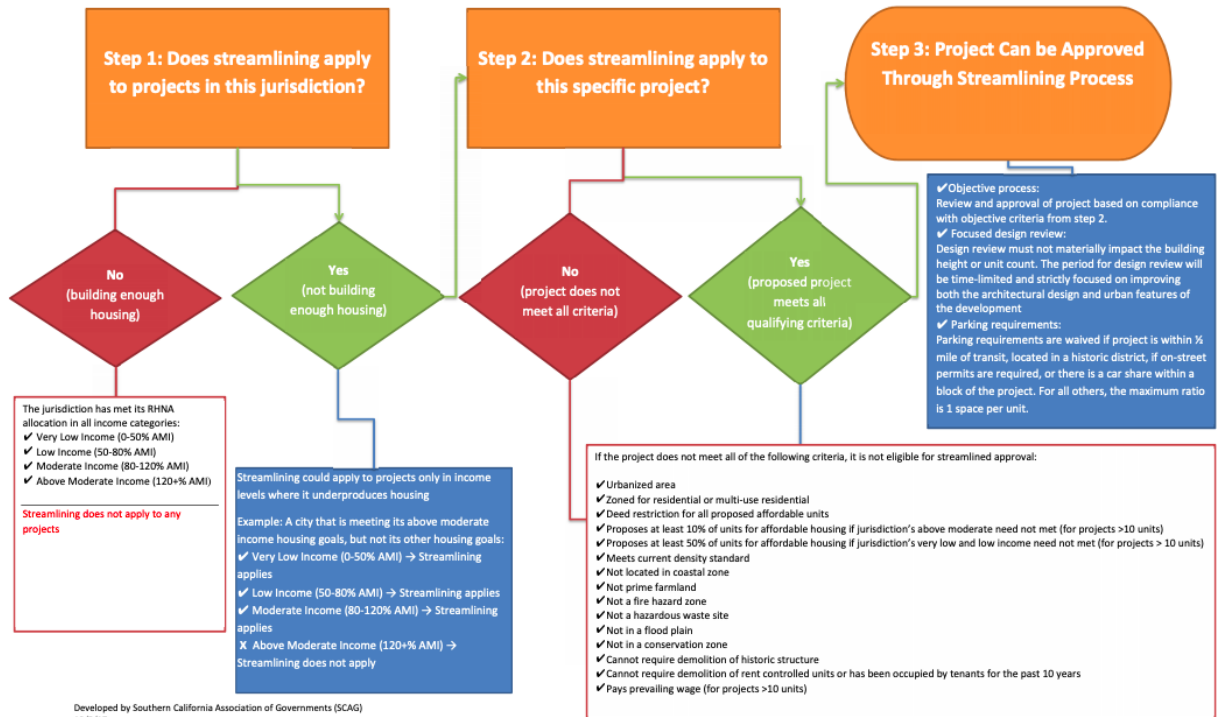 Step 1: Does streamlining apply
to projects in this jurisdiction?
Step 2: Does streamlining apply to
this specific project?
Step 3: Project Can be Approved
Through Streamlining Process
No
(building enough
housing)
Yes
(not building
enough housing)
No
(project does not
meet all criteria)
Yes
(proposed project
meets all
qualifying criteria)
✔Objective process:
Review and approval of project based on compliance
with objective criteria from step 2.
✔ Focused design review:
Design review must not materially impact the building
height or unit count. The period for design review will
be time-limited and strictly focused on improving
both the architectural design and urban features of
the development
✔ Parking requirements:
Parking requirements are waived if project is within ½
mile of transit, located in a historic district, if on-street
permits are required, or there is a car share within a
block of the project. For all others, the maximum ratio
is 1 space per unit.
The jurisdiction has met its RHNA
allocation in all income categories:
✔ Very Low Income (0-50% AMI)
✔ Low Income (50-80% AMI)
✔ Moderate Income (80-120% AMI)
✔ Above Moderate Income (120+% AMI)
Streamlining does not apply to any
projects
Streamlining could apply to projects only in income
levels where it underproduces housing
Example: A city that is meeting its above moderate
income housing goals, but not its other housing goals:
✔ Very Low Income (0-50% AMI) → Streamlining
applies
✔ Low Income (50-80% AMI) → Streamlining applies
✔ Moderate Income (80-120% AMI) → Streamlining
applies
X Above Moderate Income (120+% AMI) →
Streamlining does not apply
If the project does not meet all of the following criteria, it is not eligible for streamlined approval:
✔Urbanized area
✔Zoned for residential or multi-use residential
✔Deed restriction for all proposed affordable units
✔Proposes at least 10% of units for affordable housing if jurisdiction's above moderate need not met (for projects >10 units)
✔Proposes at least 50% of units for affordable housing if jurisdiction's very low and low income need not met (for projects > 10 units)
✔Meets current density standard
✔Not located in coastal zone
✔Not prime farmland
✔Not a fire hazard zone
✔Not a hazardous waste site
✔Not in a flood plain
✔Not in a conservation zone
✔Cannot require demolition of historic structure
✔Cannot require demolition of rent controlled units or has been occupied by tenants for the past 10 years
✔Pays prevailing wage (for projects >10 units)
Developed by Southern California Association of Governments (SCAG)